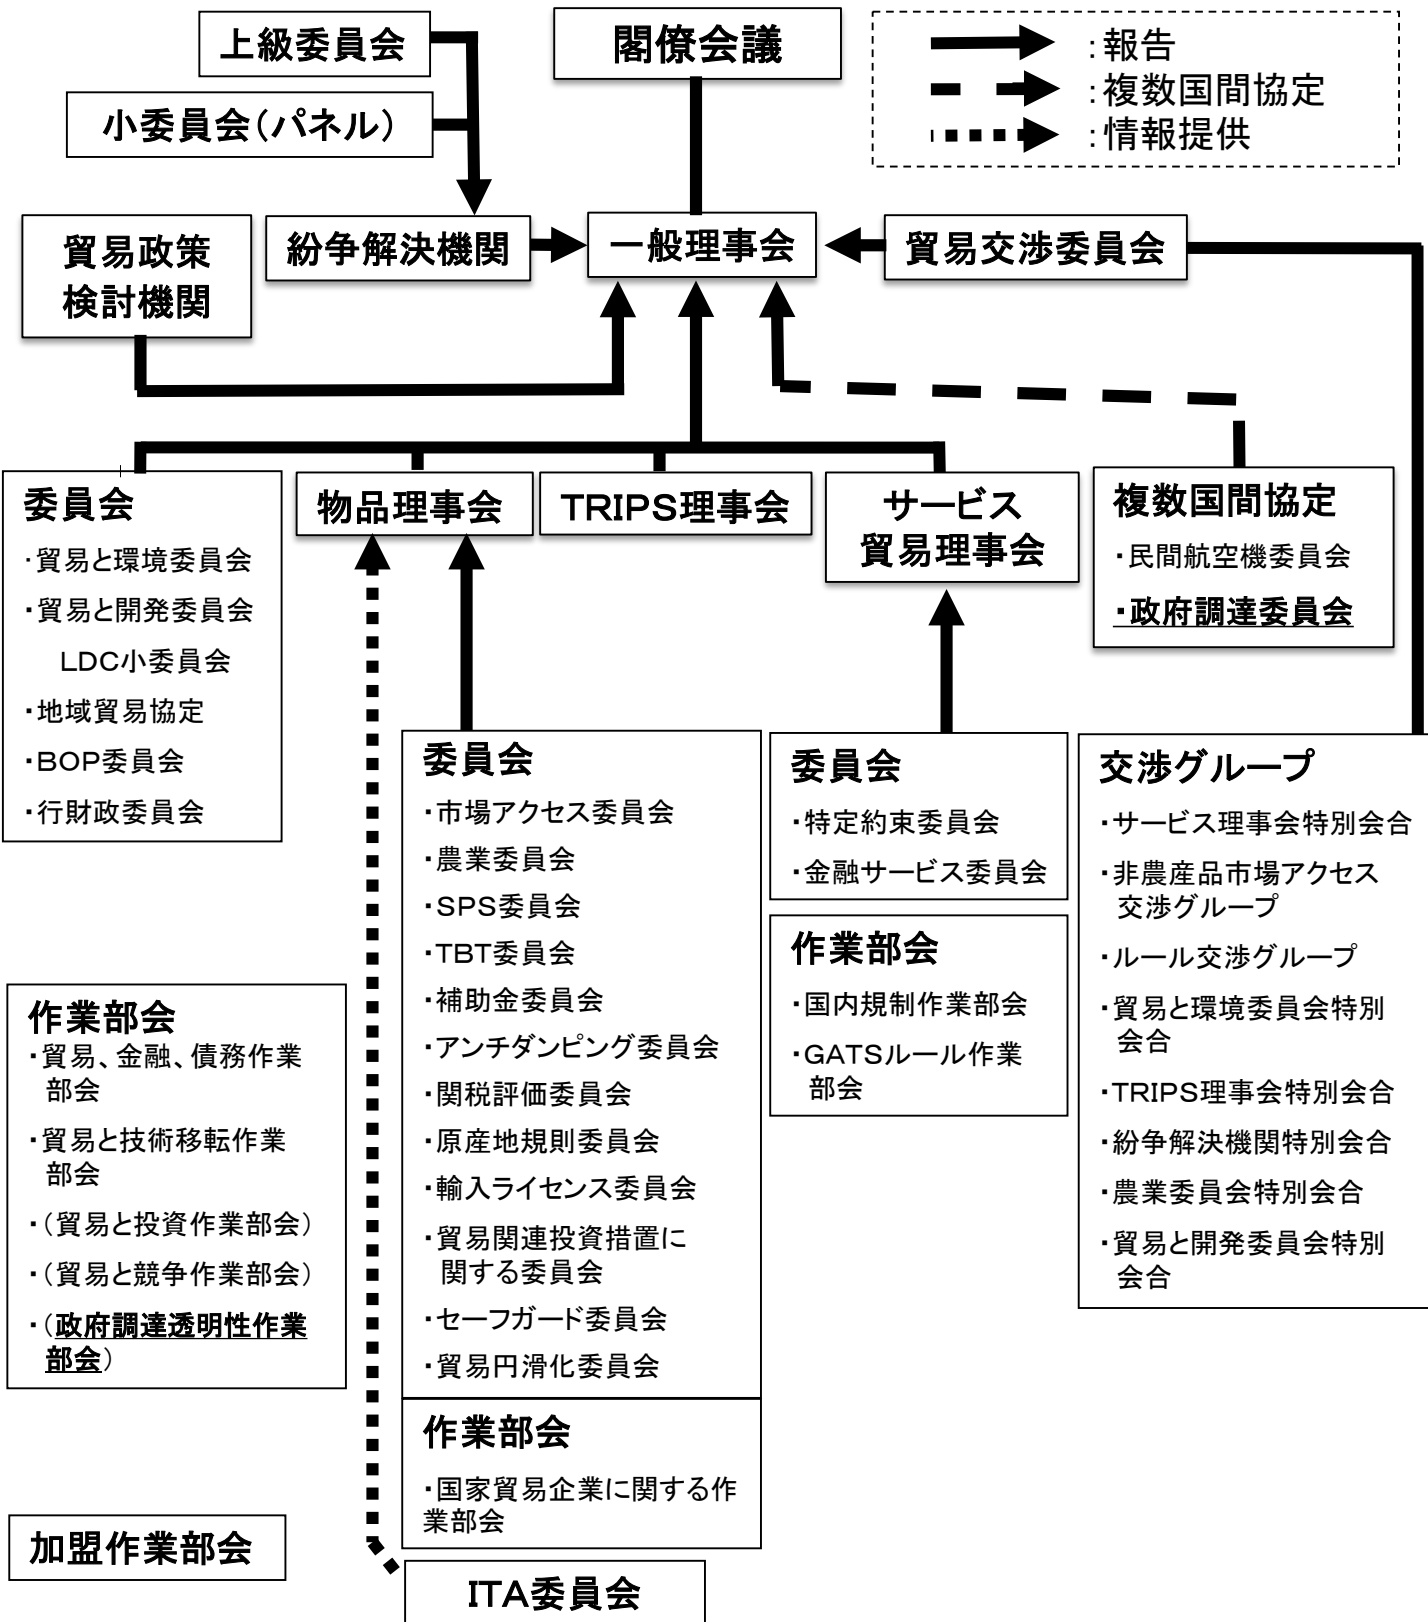 上級委員会
閣僚会議
：報告
：複数国間協定
：情報提供
小委員会（パネル）
貿易政策
検討機関
紛争解決機関
一般理事会
貿易交渉委員会
委員会
・貿易と環境委員会
・貿易と開発委員会
LDC小委員会
・地域貿易協定
・BOP委員会
・行財政委員会
物品理事会
TRIPS理事会
サービス
貿易理事会
複数国間協定
・民間航空機委員会
・政府調達委員会
委員会
・市場アクセス委員会
・農業委員会
・SPS委員会
・TBT委員会
・補助金委員会
・アンチダンピング委員会
・関税評価委員会
・原産地規則委員会
・輸入ライセンス委員会
・貿易関連投資措置に
関する委員会
・セーフガード委員会
・貿易円滑化委員会
作業部会
・国家貿易企業に関する作
業部会
委員会
・特定約束委員会
・金融サービス委員会
作業部会
・国内規制作業部会
・GATSルール作業
部会
交渉グループ
・サービス理事会特別会合
・非農産品市場アクセス
交渉グループ
・ルール交渉グループ
・貿易と環境委員会特別
会合
・TRIPS理事会特別会合
・紛争解決機関特別会合
・農業委員会特別会合
・貿易と開発委員会特別
会合
作業部会
・貿易、金融、債務作業
部会
・貿易と技術移転作業
部会
・（貿易と投資作業部会）
・（貿易と競争作業部会）
・（政府調達透明性作業
部会）
加盟作業部会
ITA委員会